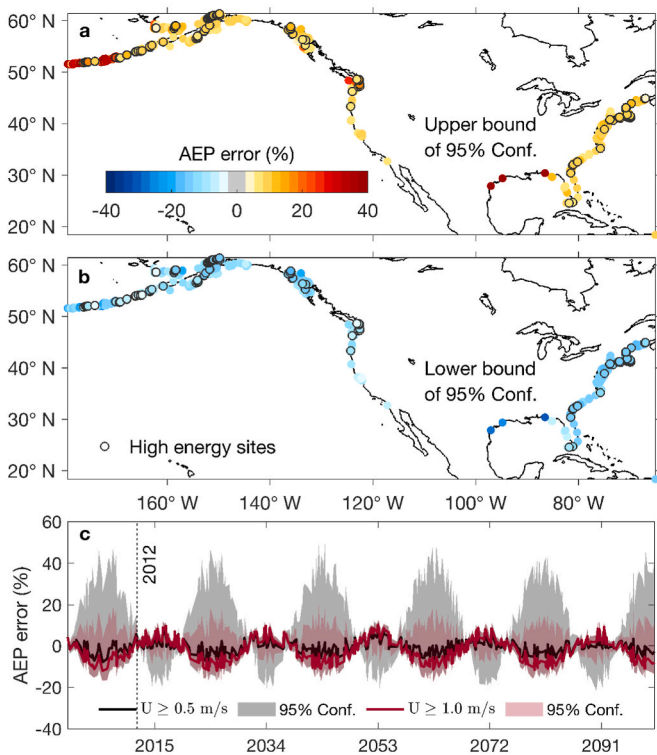 a
60° N
50° N
40° N
30° N
20° N
AEP error (%)
-40 -20 0 20 40
Upper bound
of 95% Conf.
b
60° N
50° N
40° N
30° N
20° N
Lower bound
of 95% Conf.
High energy sites
160° W 140° W 120° W 100° W 80° W
c
AEP error (%)
60
40
20
0
-20
-40
2012
U ≥ 0.5 m/s 95% Conf. U ≥ 1.0 m/s 95% Conf.
2015 2034 2053 2072 2091